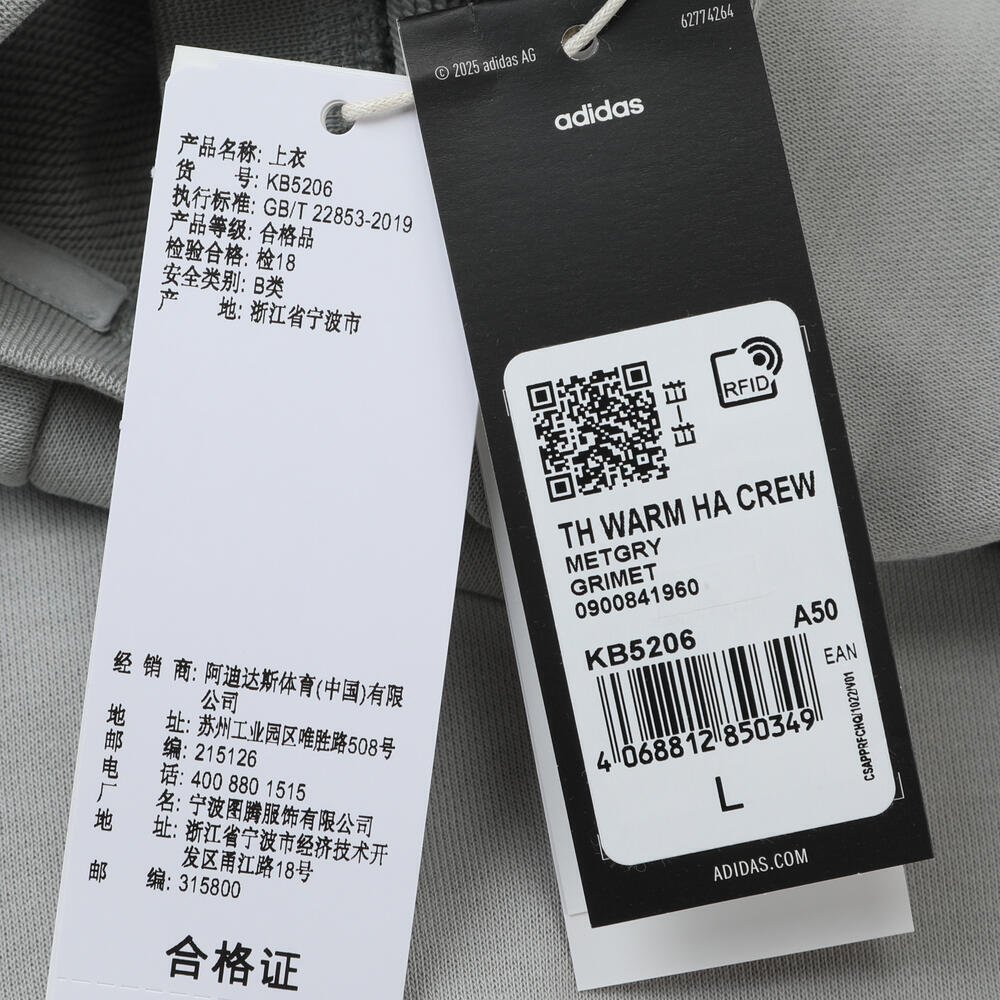 产品名称: 上衣
货 号: KB5206
执行标准: GB/T 22853-2019
产品等级: 合格品
检验合格: 检18
安全类别: B类
产 地: 浙江省宁波市
经 销 商: 阿迪达斯体育(中国)有限
公司
地 址: 苏州工业园区唯胜路508号
邮 编: 215126
电 话: 400 880 1515
厂 名: 宁波图腾服饰有限公司
地 址: 浙江省宁波市经济技术开
发区甬江路18号
邮 编: 315800
合格证
62774264
© 2025 adidas AG
adidas
扫一扫
RFID
TH WARM HA CREW
METGRY
GRIMET
0900841960
KB5206
A50
EAN
4 068812 850349
CSAPPRFCHQ/1022/V01
L
ADIDAS.COM